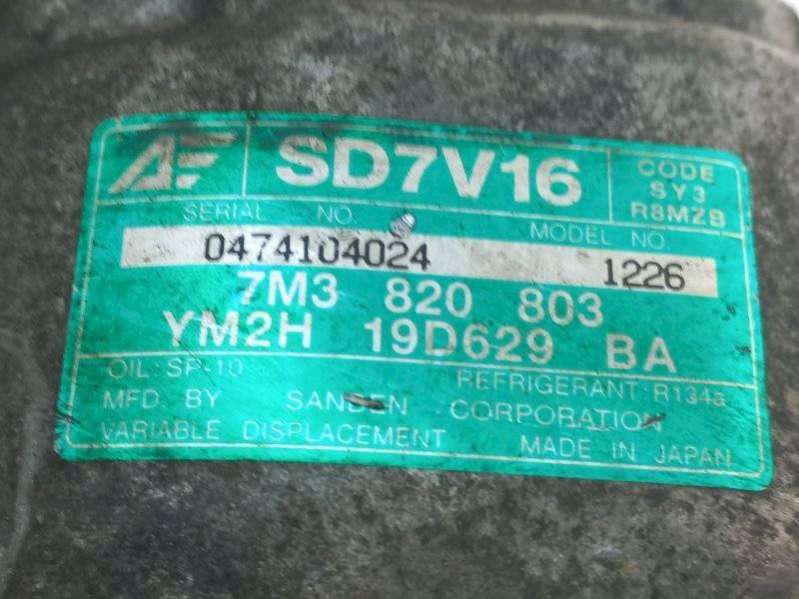 AF SD7V16 CODE
SY3
R8MZB
SERIAL NO. MODEL NO.
0474104024 1226
7M3 820 803
YM2H 19D629 BA
OIL: SP-10 REFRIGERANT: R134a
MFD. BY SANDEN CORPORATION
VARIABLE DISPLACEMENT MADE IN JAPAN